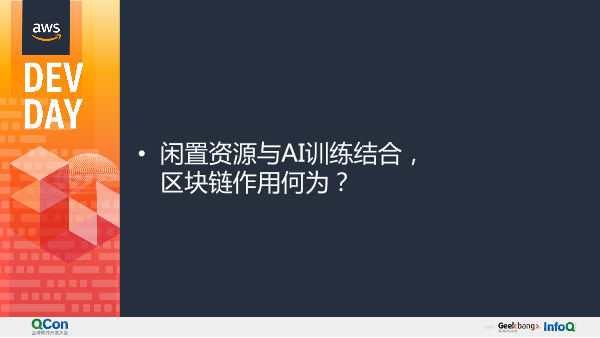 aws
DEV
DAY
• 闲置资源与AI训练结合，
区块链作用何为？
QCon
全球软件开发大会
Geekbang>
InfoQ